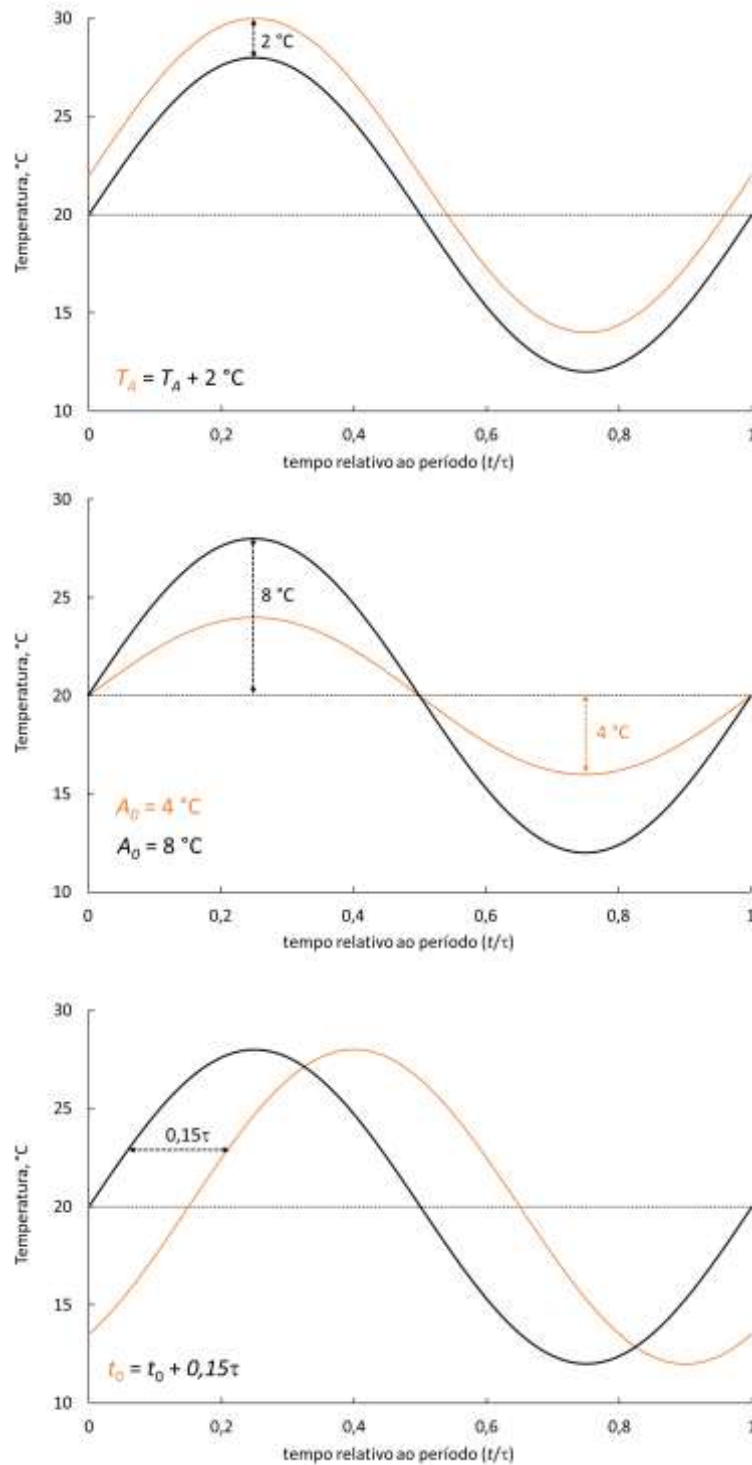 30
2 °C
25
Temperatura, °C
20
15
T_A = T_A + 2 °C
10
0 0,2 0,4 0,6 0,8 1
tempo relativo ao período (t/τ)
30
25
8 °C
Temperatura, °C
20
4 °C
15
A_0 = 4 °C
A_0 = 8 °C
10
0 0,2 0,4 0,6 0,8 1
tempo relativo ao período (t/τ)
30
25
0,15τ
Temperatura, °C
20
15
t_0 = t_0 + 0,15τ
10
0 0,2 0,4 0,6 0,8 1
tempo relativo ao período (t/τ)